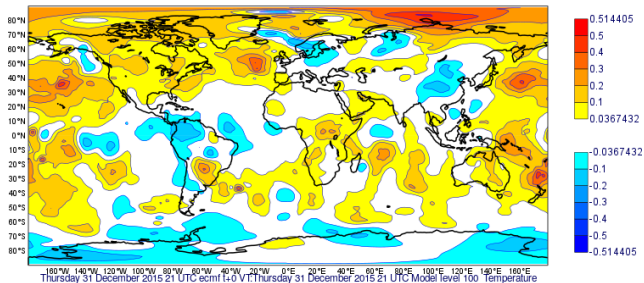 80°N
70°N
60°N
50°N
40°N
30°N
20°N
10°N
0°N
10°S
20°S
30°S
40°S
50°S
60°S
70°S
80°S
160°W 140°W 120°W 100°W 80°W 60°W 40°W 20°W 0°E 20°E 40°E 60°E 80°E 100°E 120°E 140°E 160°E
Thursday 31 December 2015 21 UTC ecmf t+0 VT:Thursday 31 December 2015 21 UTC Model level 100 Temperature
0.514405
0.5
0.4
0.3
0.2
0.1
0.0367432
-0.0367432
-0.1
-0.2
-0.3
-0.4
-0.5
-0.514405